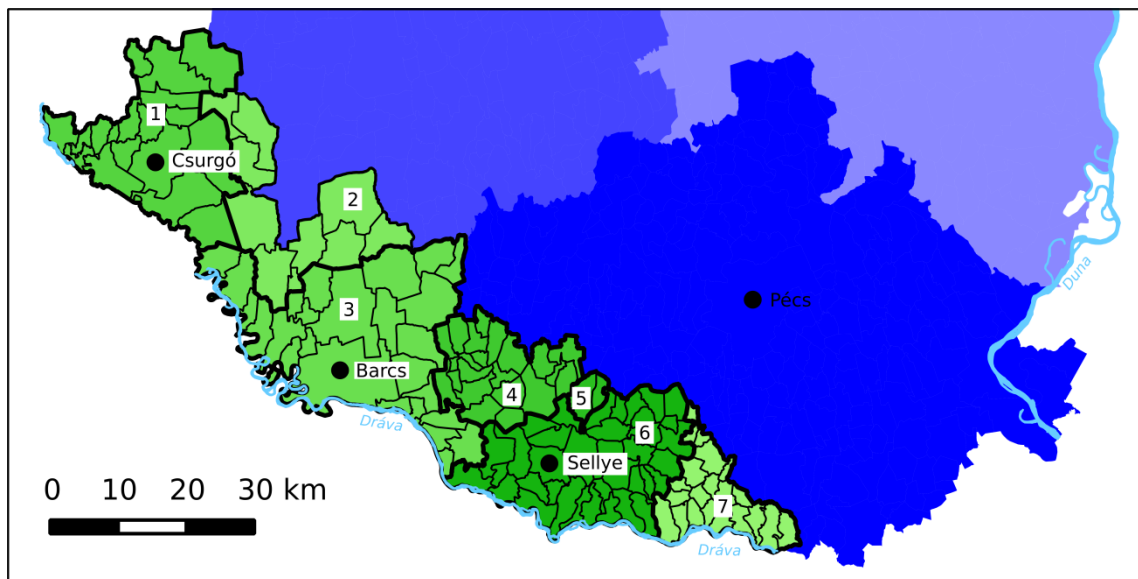 1
Csurgó
2
Duna
3
Pécs
Barcs
4
5
Dráva
6
Sellye
0 10 20 30 km
7
Dráva